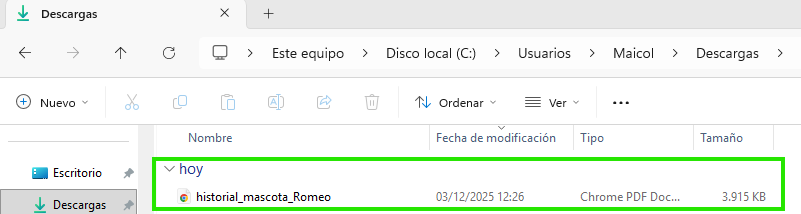 Descargas
Este equipo > Disco local (C:) > Usuarios > Maicol > Descargas >
Nuevo Ordenar Ver ...
Nombre Fecha de modificación Tipo Tamaño
hoy
Escritorio
historial_mascota_Romeo 03/12/2025 12:26 Chrome PDF Doc... 3.915 KB
Descargas